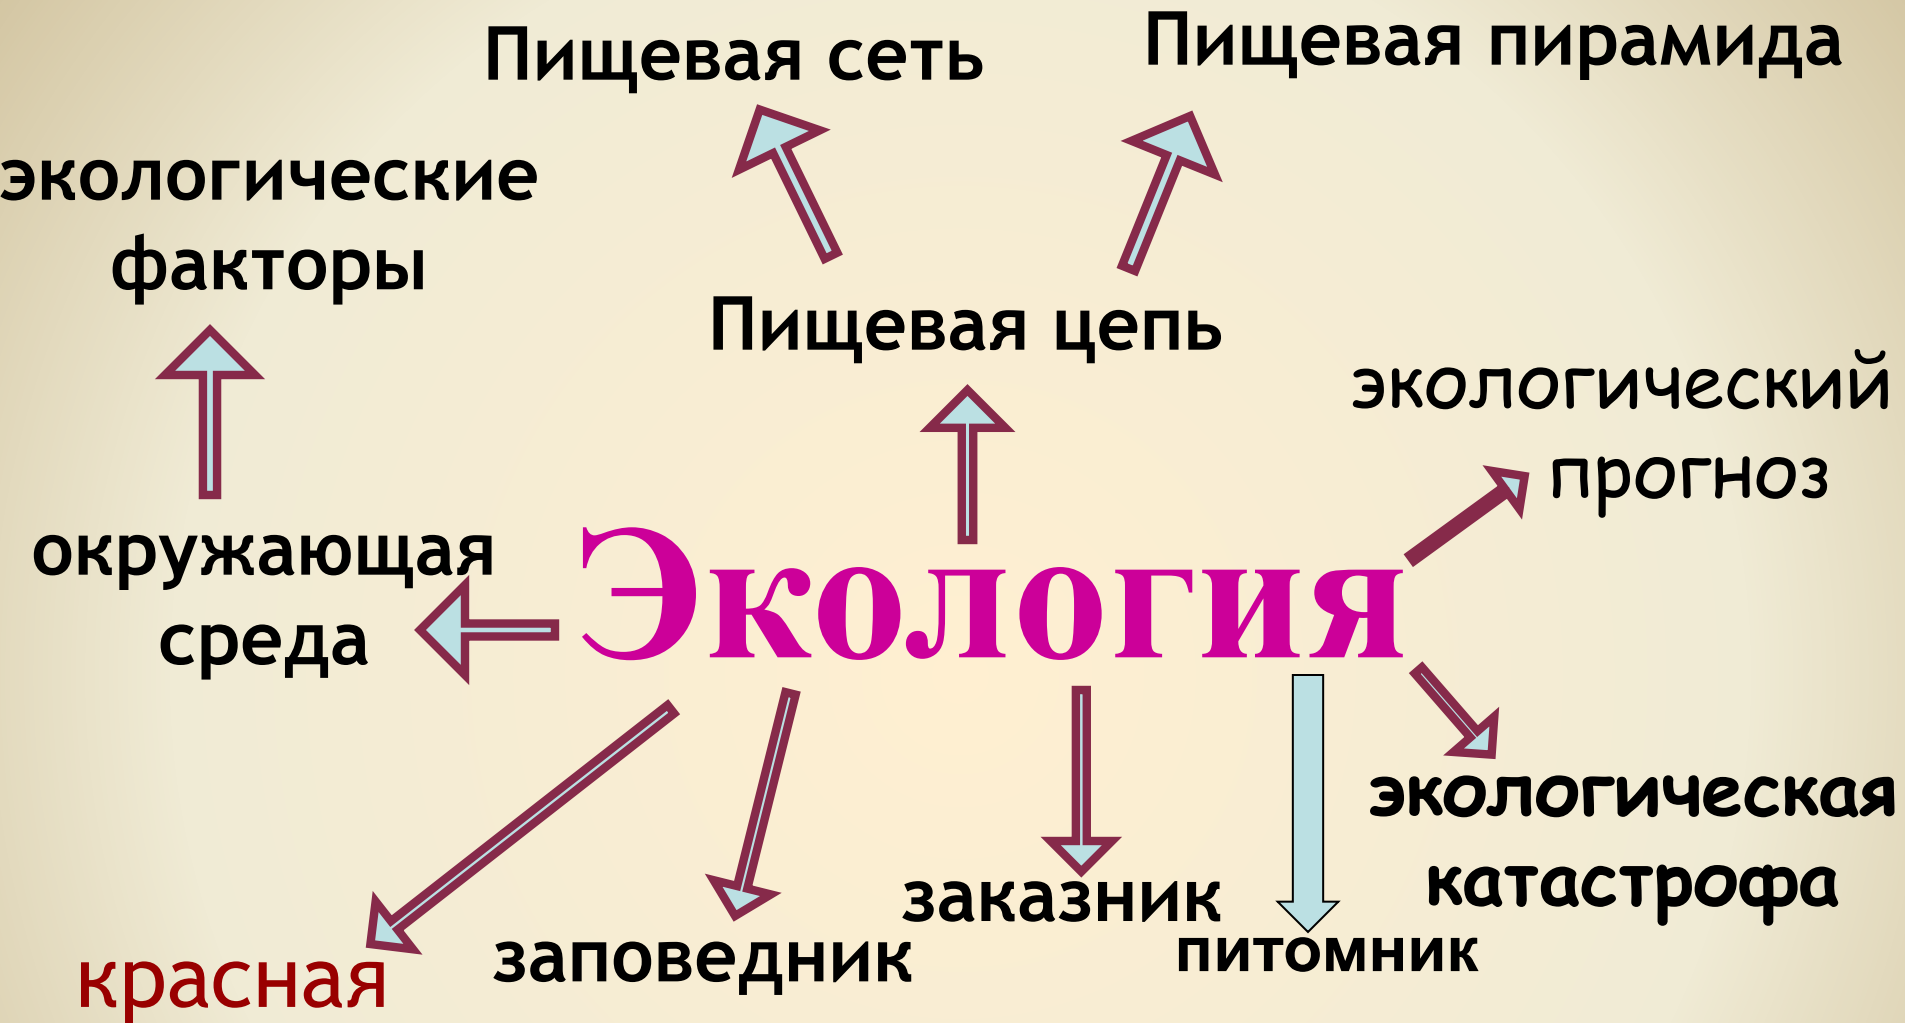 Пищевая сеть
Пищевая пирамида
экологические
факторы
Пищевая цепь
экологический
прогноз
окружающая
среда
Экология
экологическая
катастрофа
заказник
питомник
заповедник
красная